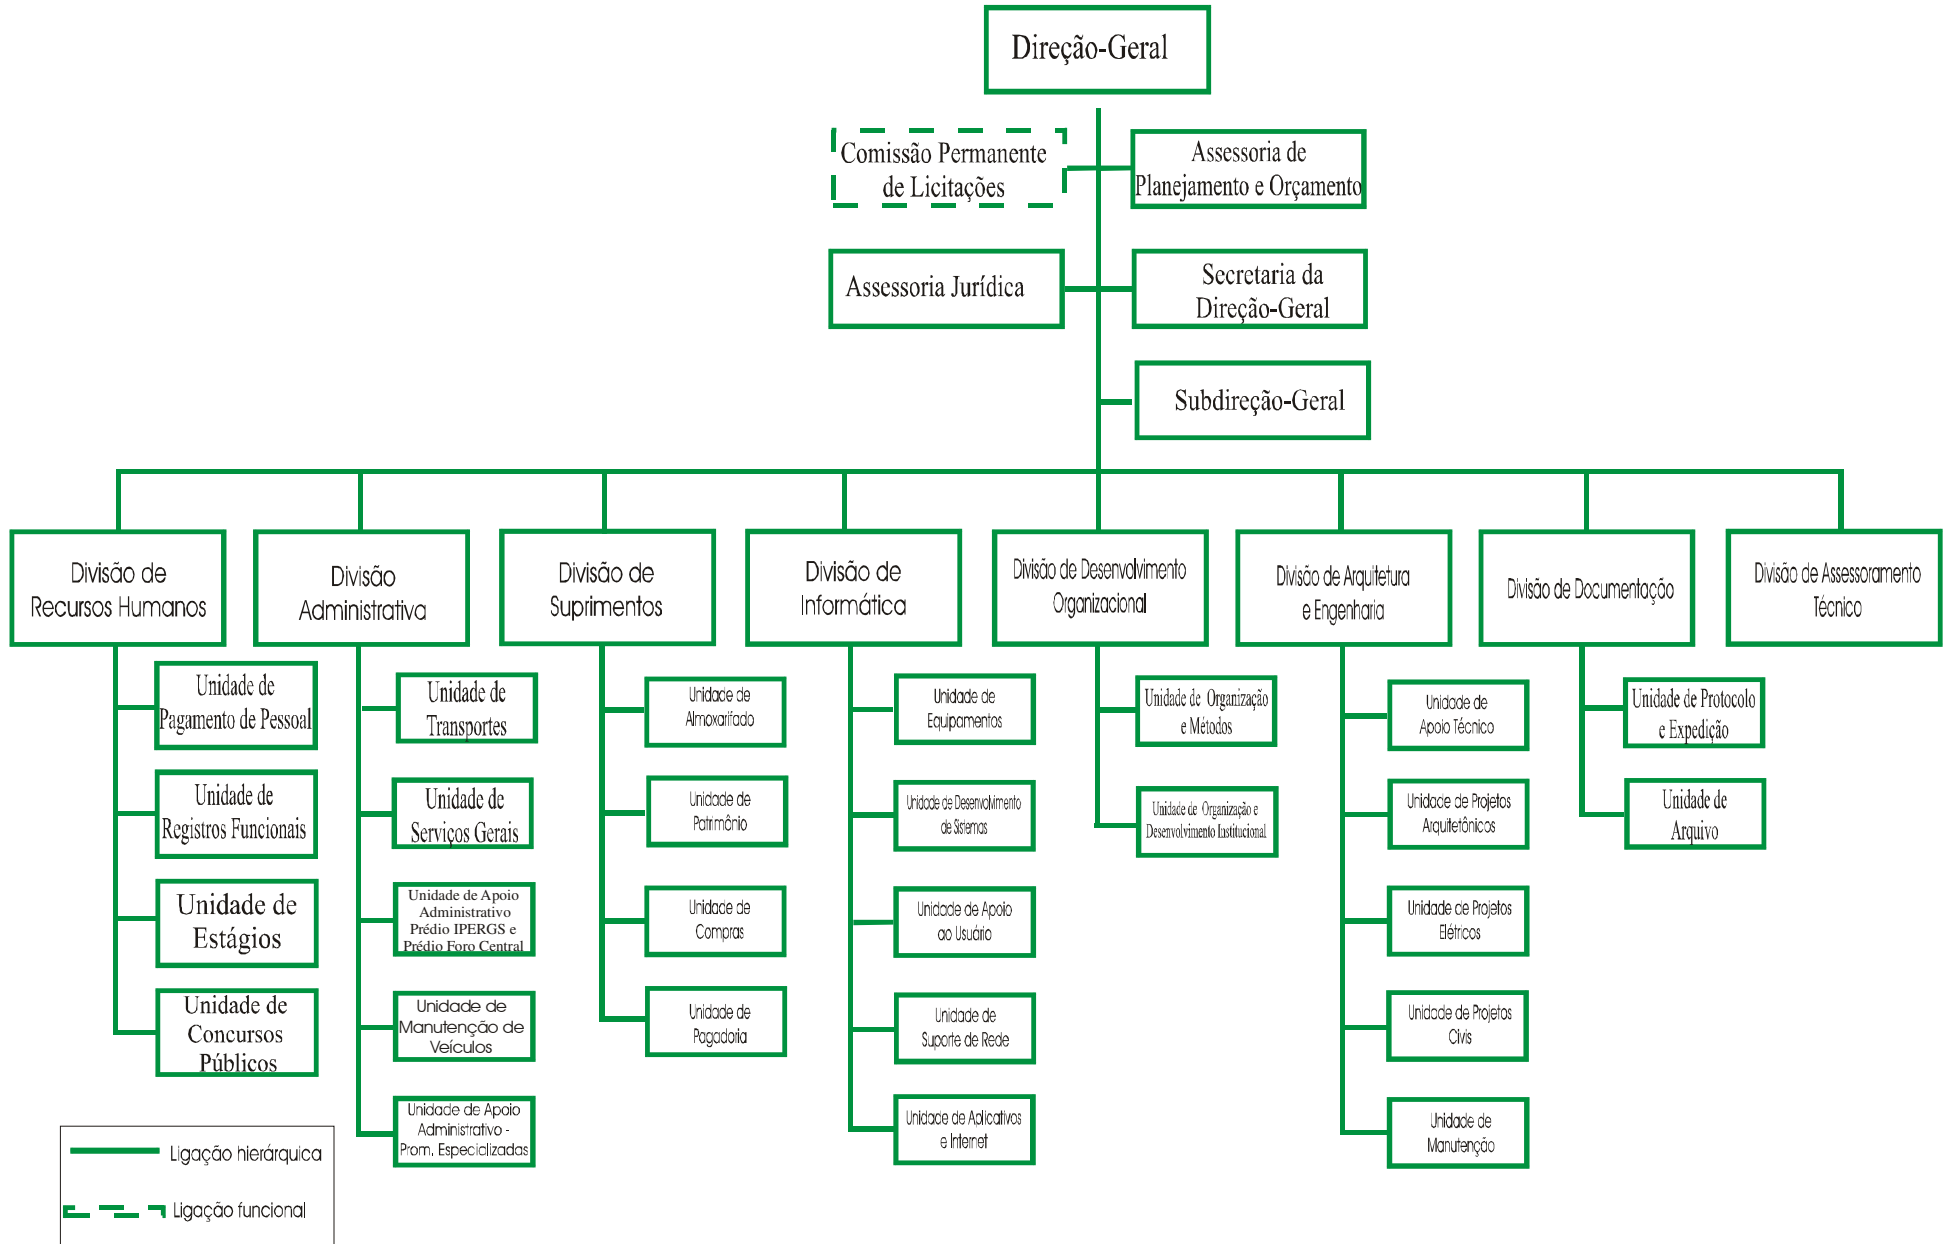 Direção-Geral
Comissão Permanente
de Licitações
Assessoria de
Planejamento e Orçamento
Assessoria Jurídica
Secretaria da
Direção-Geral
Subdireção-Geral
Divisão de
Recursos Humanos
Divisão
Administrativa
Divisão de
Suprimentos
Divisão de
Informática
Divisão de Desenvolvimento
Organizacional
Divisão de Arquitetura
e Engenharia
Divisão de Documentação
Divisão de Assessoramento
Técnico
Unidade de
Pagamento de Pessoal
Unidade de
Registros Funcionais
Unidade de
Estágios
Unidade de
Concursos
Públicos
Unidade de
Transportes
Unidade de
Serviços Gerais
Unidade de Apoio
Administrativo
Prédio IPERGS e
Prédio Foro Central
Unidade de
Manutenção de
Veículos
Unidade de Apoio
Administrativo -
Prom. Especializadas
Unidade de
Almoxarifado
Unidade de
Patrimônio
Unidade de
Compras
Unidade de
Pagadoria
Unidade de
Equipamentos
Unidade de Desenvolvimento
de Sistemas
Unidade de Apoio
ao Usuário
Unidade de
Suporte de Rede
Unidade de Aplicativos
e Internet
Unidade de Organização
e Métodos
Unidade de Organização e
Desenvolvimento Institucional
Unidade de
Apoio Técnico
Unidade de Projetos
Arquitetônicos
Unidade de Projetos
Elétricos
Unidade de Projetos
Civis
Unidade de
Manutenção
Unidade de Protocolo
e Expedição
Unidade de
Arquivo
Ligação hierárquica
Ligação funcional